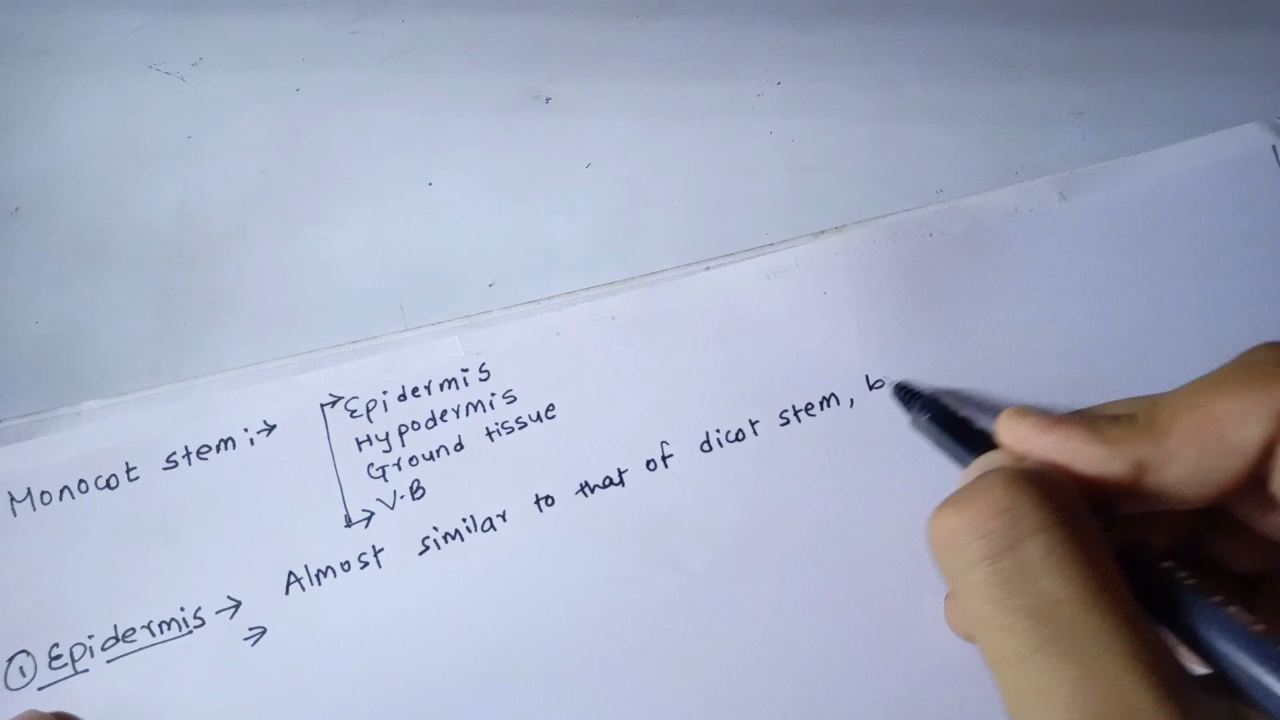 Monocot stem :→
Epidermis
Hypodermis
Ground tissue
V.B
① Epidermis → Almost similar to that of dicot stem, b
⇒